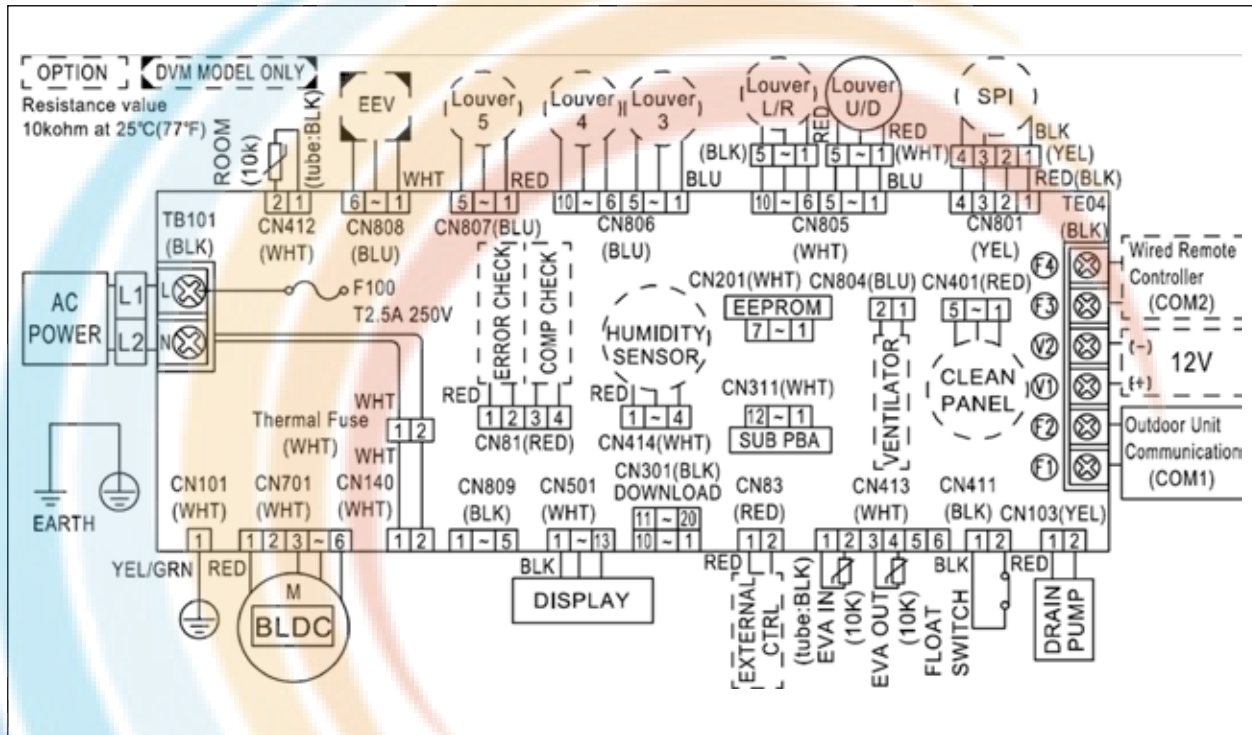 OPTION
DVM MODEL ONLY
Resistance value
10kohm at 25℃(77℉)
ROOM
(10k)
(tube:BLK)
EEV
Louver
5
Louver
4
Louver
3
Louver
L/R
Louver
U/D
SPI
RED
RED
BLK
(BLK)
5 ~ 1
5 ~ 1
(WHT)
4 3 2 1
(YEL)
WHT
RED
BLU
BLU
RED(BLK)
2 1
6 ~ 1
5 ~ 1
10 ~ 6 5 ~ 1
10 ~ 6 5 ~ 1
4 3 2 1
TB101
(BLK)
CN412
(WHT)
CN808
(BLU)
CN807(BLU)
CN806
(BLU)
CN805
(WHT)
CN801
(YEL)
TE04
(BLK)
AC
POWER
L1
L2
L
N
F100
T2.5A 250V
ERROR CHECK
COMP CHECK
RED
1 2 3 4
CN81(RED)
HUMIDITY
SENSOR
RED
1 ~ 4
CN414(WHT)
CN201(WHT)
EEPROM
7 ~ 1
CN311(WHT)
12 ~ 1
SUB PBA
CN804(BLU)
2 1
VENTILATOR
CN401(RED)
5 ~ 1
CLEAN
PANEL
F4
F3
V2
V1
F2
F1
Wired Remote
Controller
(COM2)
(-)
12V
(+)
Outdoor Unit
Communication
(COM1)
Thermal Fuse
(WHT)
WHT
1 2
WHT
EARTH
CN101
(WHT)
CN701
(WHT)
CN140
(WHT)
CN809
(BLK)
CN501
(WHT)
CN301(BLK)
DOWNLOAD
11 ~ 20
10 ~ 1
CN83
(RED)
CN413
(WHT)
CN411
(BLK)
CN103(YEL)
1
1 2 3 ~ 6
1 2
1 ~ 5
1 ~ 13
1 2
1 2 3 4 5 6
1 2
1 2
YEL/GRN
RED
M
BLDC
BLK
DISPLAY
RED
EXTERNAL
CTRL
(tube:BLK)
EVA IN
(10K)
EVA OUT
(10K)
FLOAT
SWITCH
BLK
RED
DRAIN
PUMP